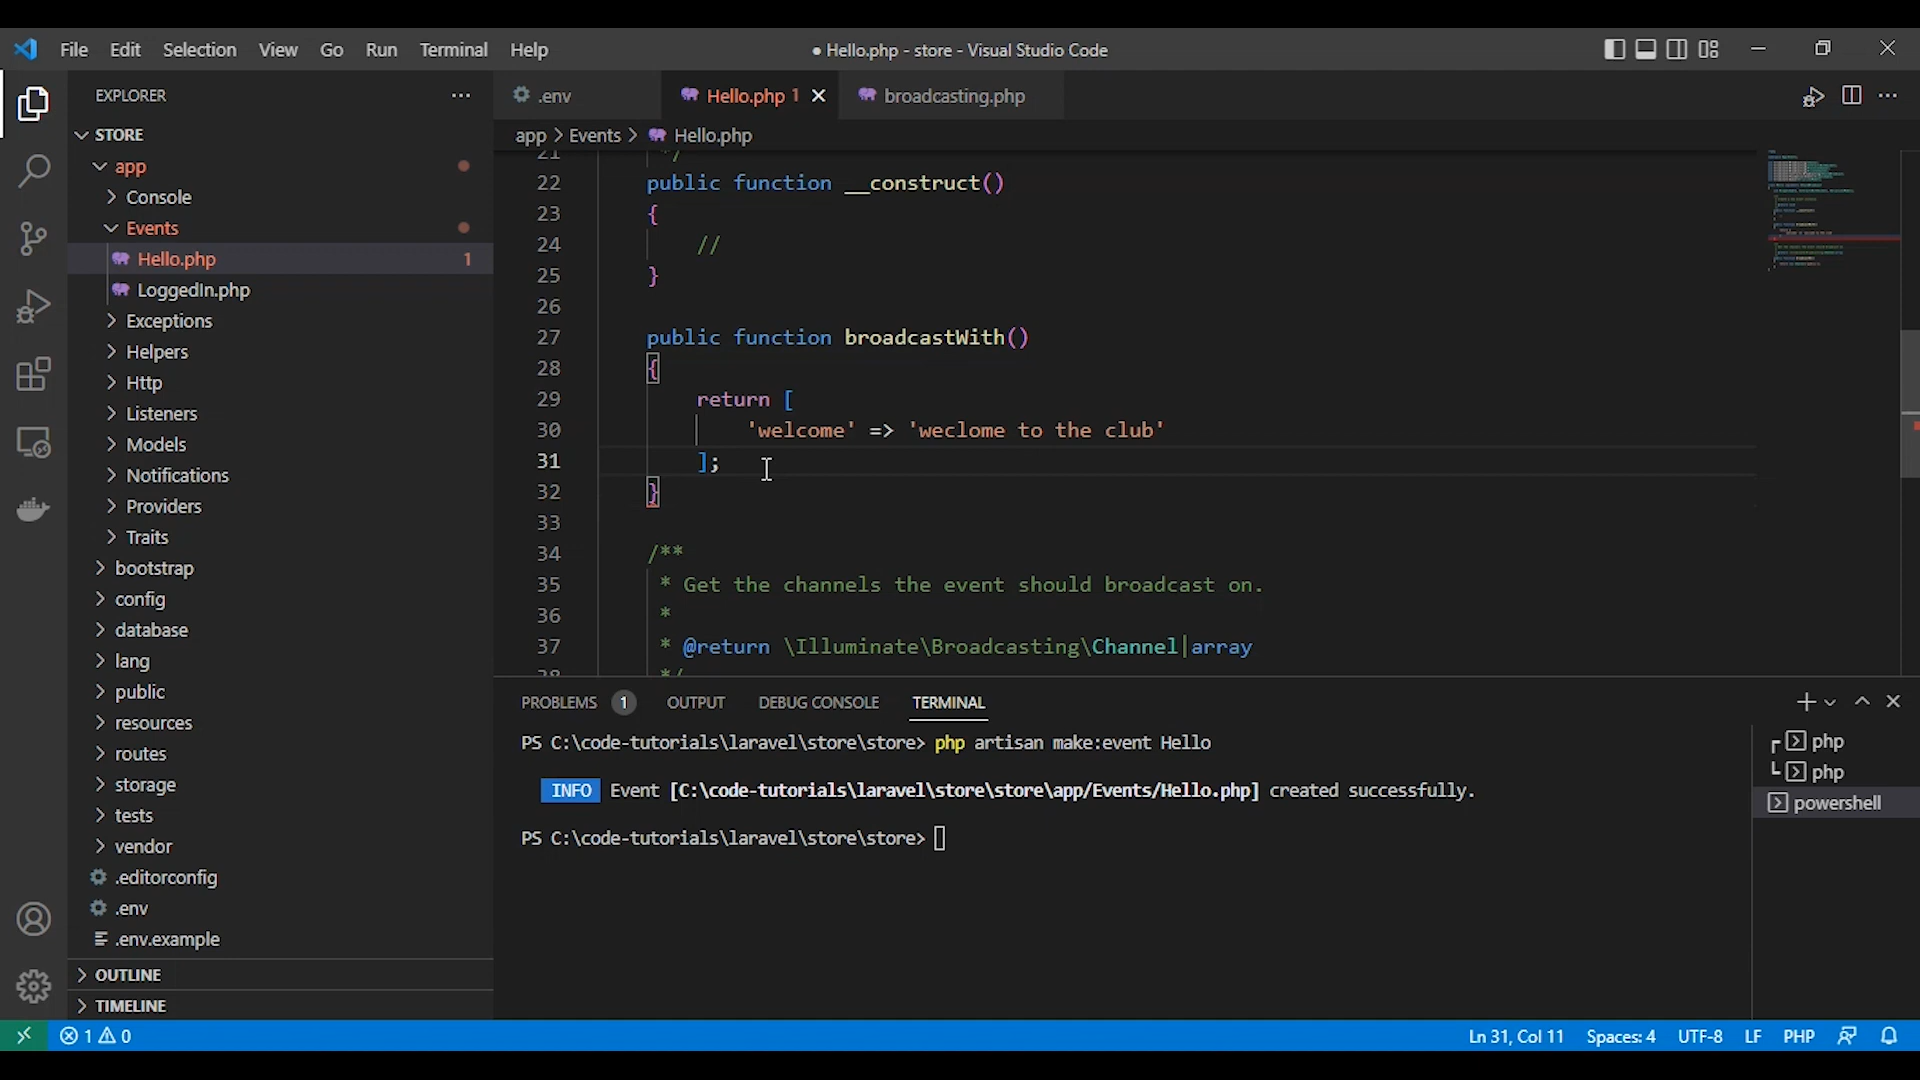 File Edit Selection View Go Run Terminal Help
● Hello.php - store - Visual Studio Code
EXPLORER
STORE
app
Console
Events
Hello.php 1
LoggedIn.php
Exceptions
Helpers
Http
Listeners
Models
Notifications
Providers
Traits
bootstrap
config
database
lang
public
resources
routes
storage
tests
vendor
.editorconfig
.env
.env.example
OUTLINE
TIMELINE
.env
Hello.php 1
broadcasting.php
app > Events > Hello.php
21 */
22 public function __construct()
23 {
24 //
25 }
26
27 public function broadcastWith()
28 {
29 return [
30 'welcome' => 'weclome to the club'
31 ];
32 }
33
34 /**
35 * Get the channels the event should broadcast on.
36 *
37 * @return \Illuminate\Broadcasting\Channel|array
38 */
PROBLEMS 1 OUTPUT DEBUG CONSOLE TERMINAL
PS C:\code-tutorials\laravel\store\store> php artisan make:event Hello
INFO Event [C:\code-tutorials\laravel\store\store\app/Events/Hello.php] created successfully.
PS C:\code-tutorials\laravel\store\store>
php
php
powershell
1 0
Ln 31, Col 11 Spaces: 4 UTF-8 LF PHP